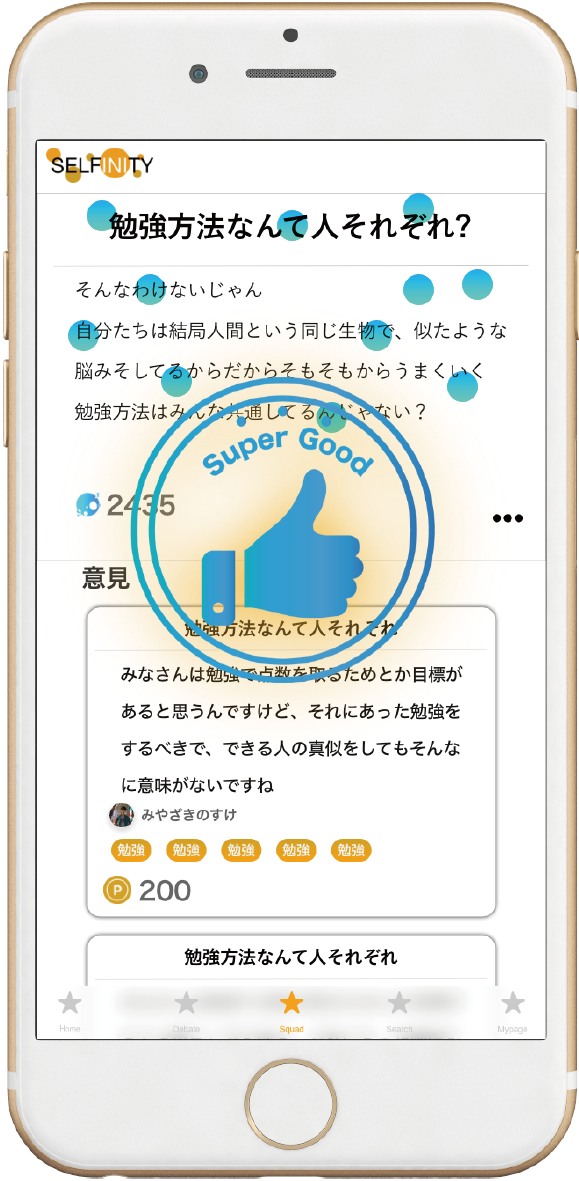 SELFINITY
勉強方法なんて人それぞれ?
そんなわけないじゃん
自分たちは結局人間という同じ生物で、似たような
脳みそしてるからだからそもそもからうまくいく
勉強方法はみんな共通してるんじゃない？
Super Good
2435
意見
勉強方法なんて人それぞれ
みなさんは勉強で点数を取るためとか目標が
あると思うんですけど、それにあった勉強を
するべきで、できる人の真似をしてもそんな
に意味がないですね
みやざきのすけ
勉強 勉強 勉強 勉強 勉強
P 200
勉強方法なんて人それぞれ
Home Debate Squad Search Mypage